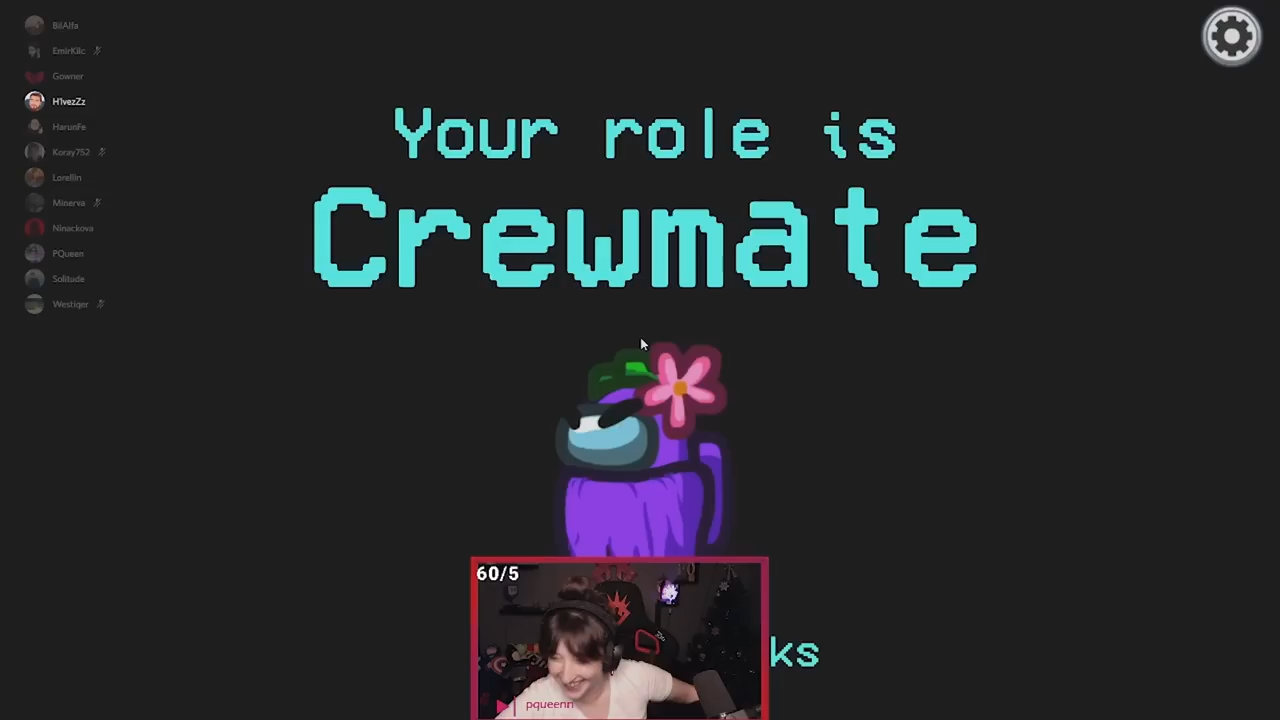 BilAlfa
EmirKilic
Gowner
H1vezZz
HarunFe
Koray752
Lorellin
Minerva
Ninackova
PQueen
Solitude
Westiger
Your role is
Crewmate
60/5
ks
pqueenn